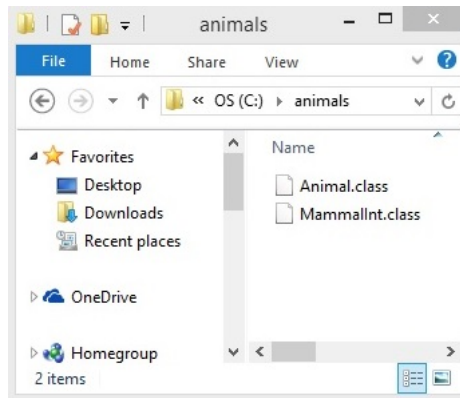 animals
File Home Share View
« OS (C:) animals
Favorites
Desktop
Downloads
Recent places
OneDrive
Homegroup
Name
Animal.class
MammalInt.class
2 items